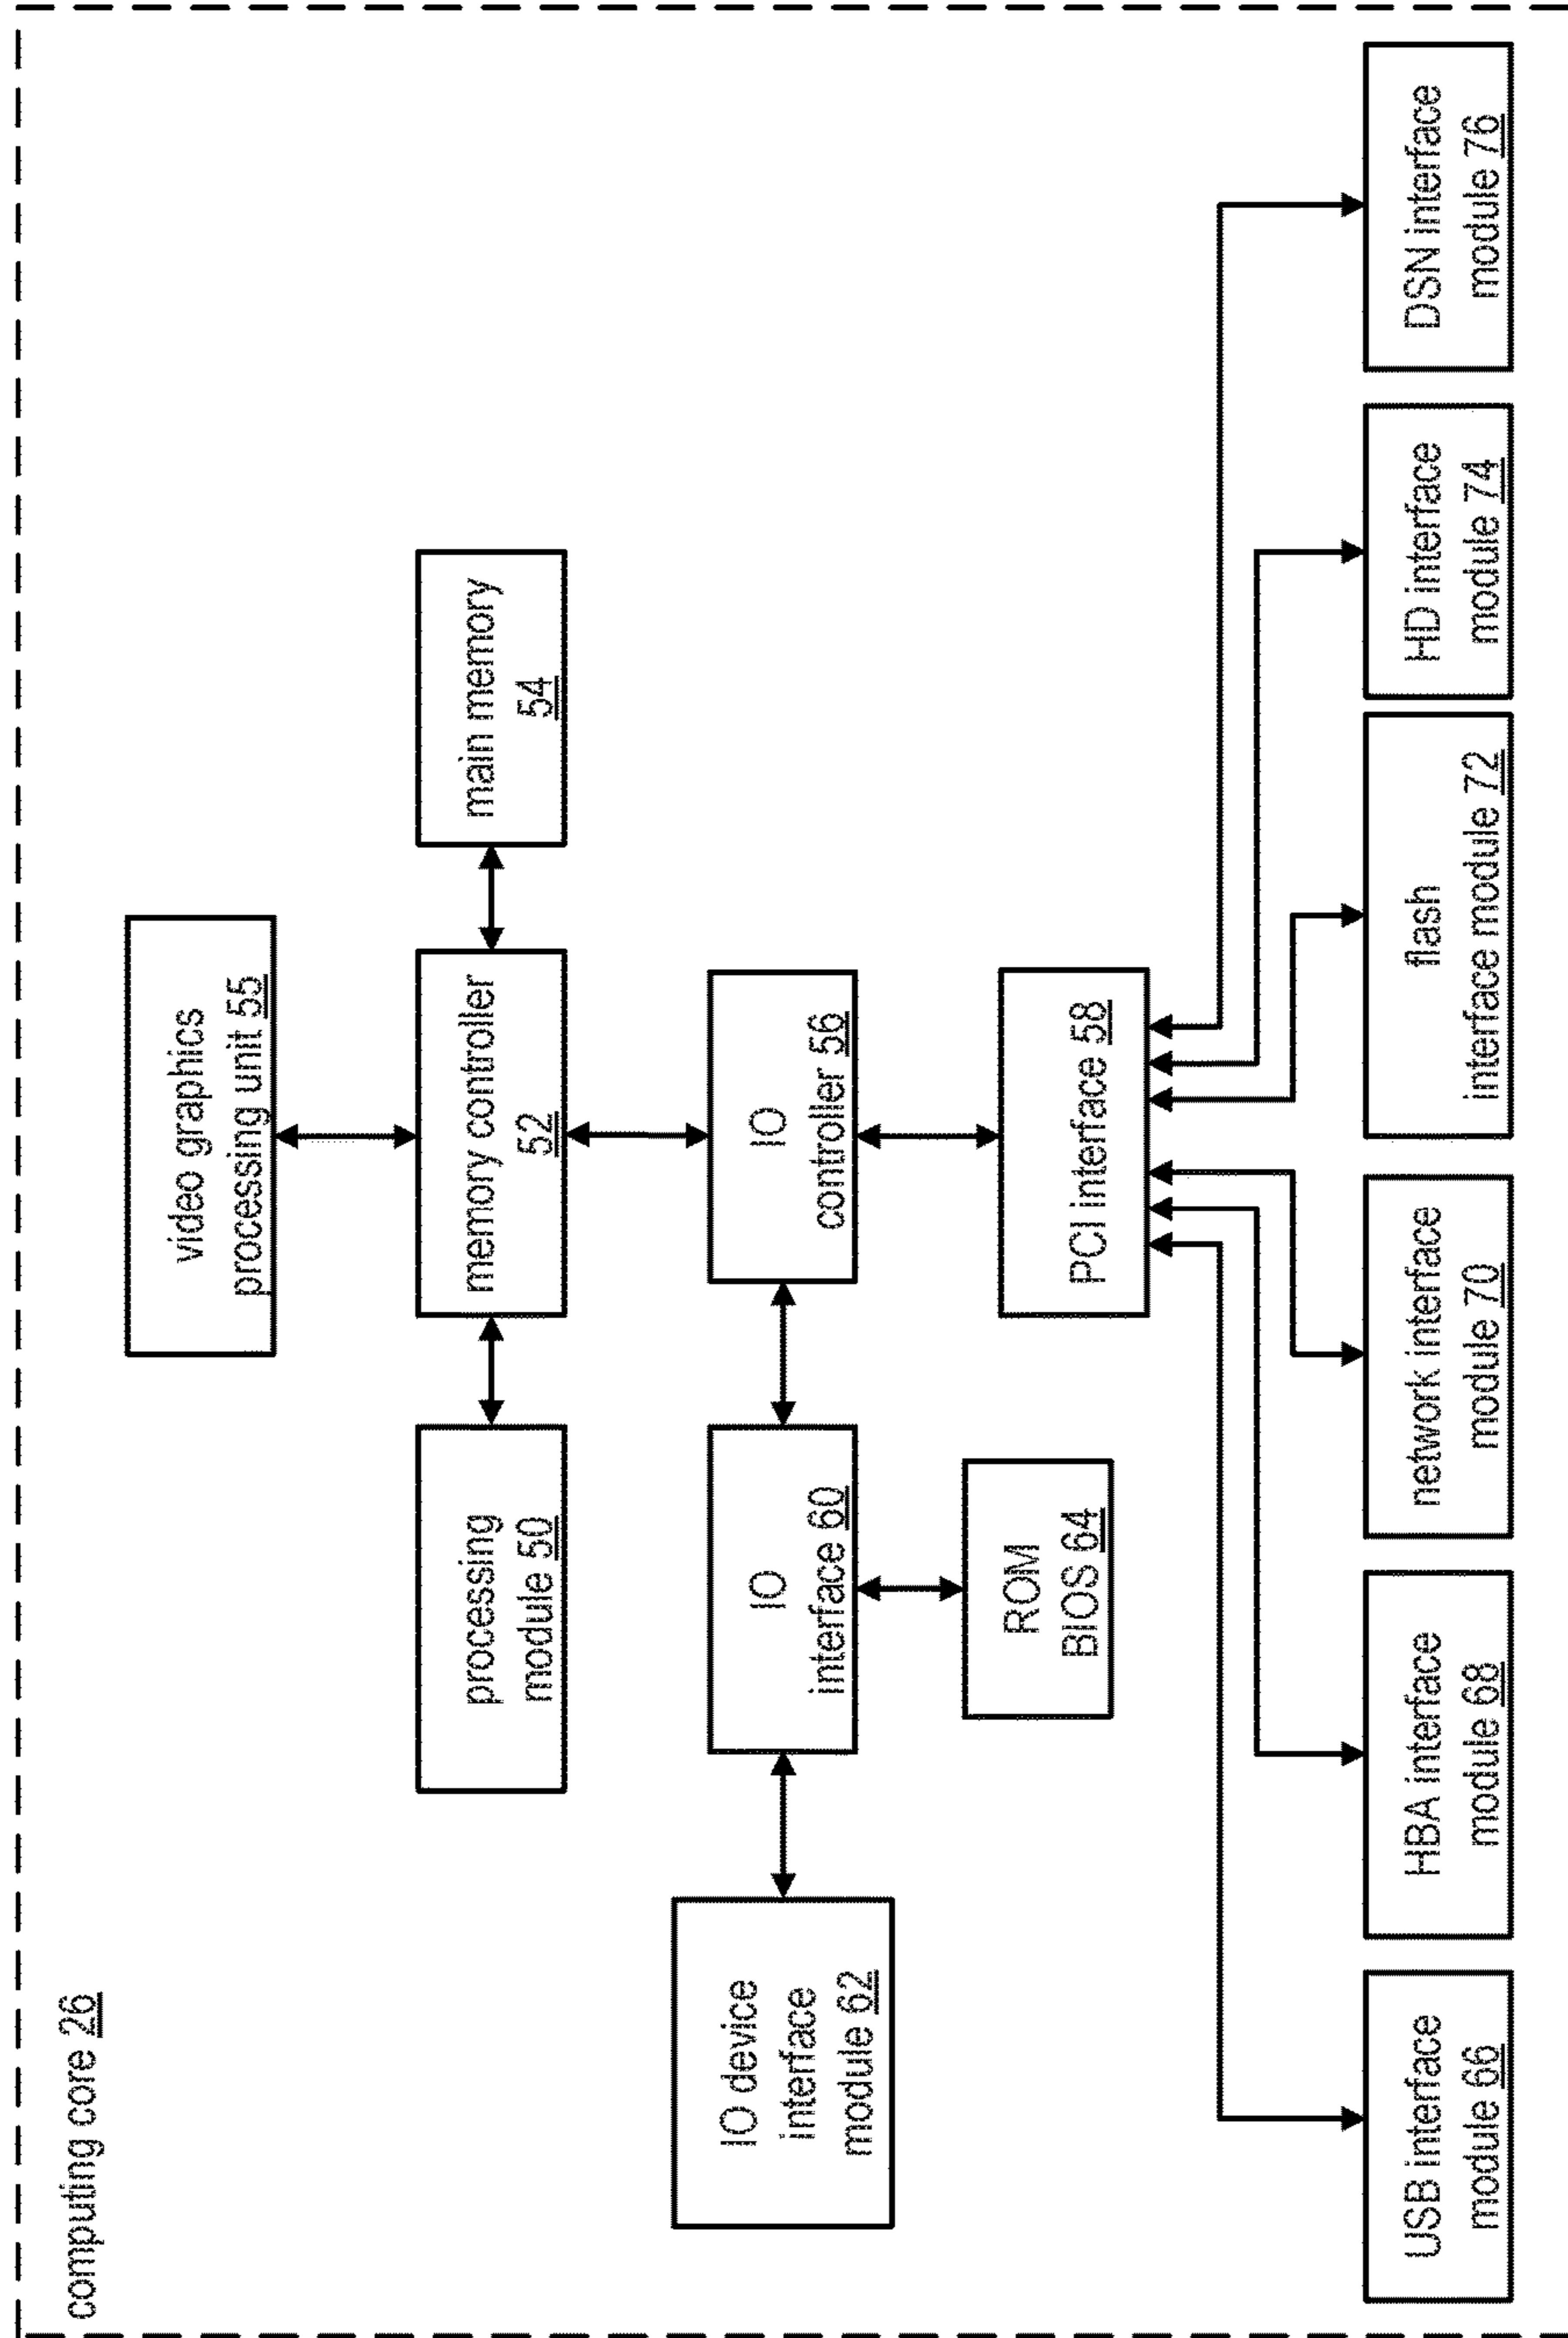 computing core 26
video graphics
processing unit 55
processing
module 50
memory controller
52
main memory
54
IO device
interface
module 62
IO
interface 60
IO
controller 56
ROM
BIOS 64
PCI interface 58
USB interface
module 66
HBA interface
module 68
network interface
module 70
flash
interface module 72
HD interface
module 74
DSN interface
module 76